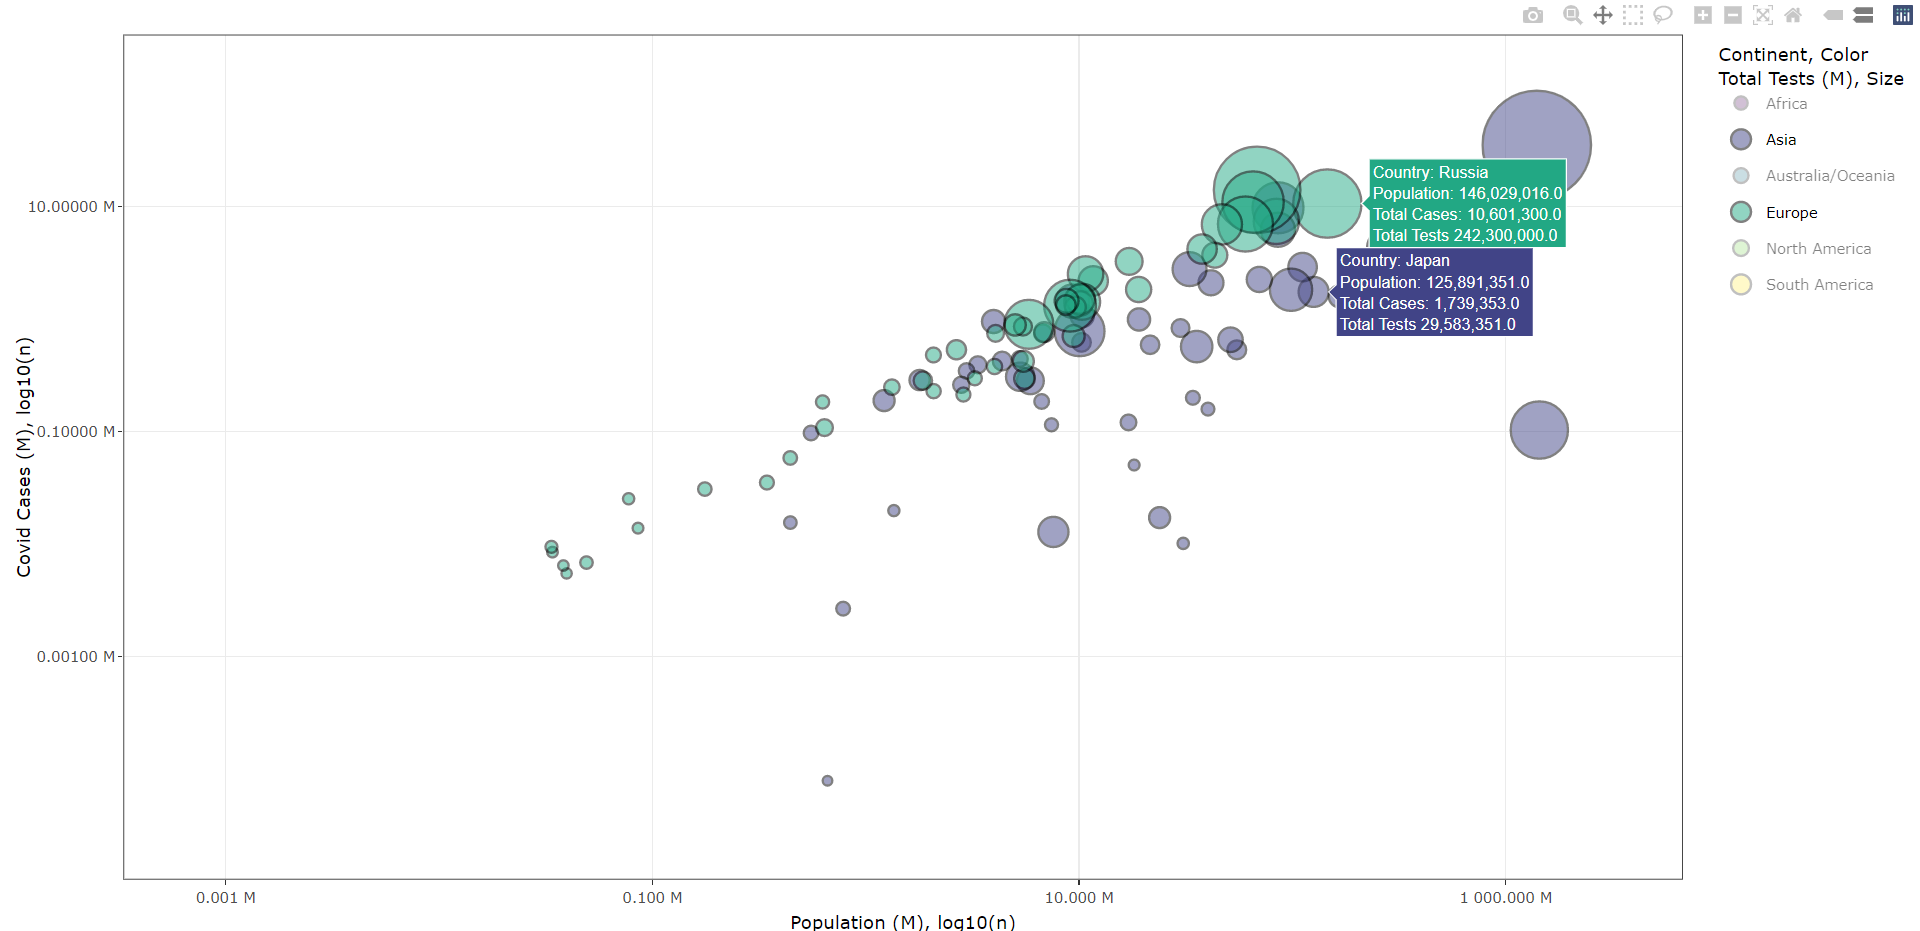 Continent, Color
Total Tests (M), Size
Africa
Asia
Australia/Oceania
Europe
North America
South America
Country: Russia
Population: 146,029,016.0
Total Cases: 10,601,300.0
Total Tests 242,300,000.0
Country: Japan
Population: 125,891,351.0
Total Cases: 1,739,353.0
Total Tests 29,583,351.0
Covid Cases (M), log10(n)
10.00000 M
0.10000 M
0.00100 M
0.001 M
0.100 M
10.000 M
1 000.000 M
Population (M), log10(n)